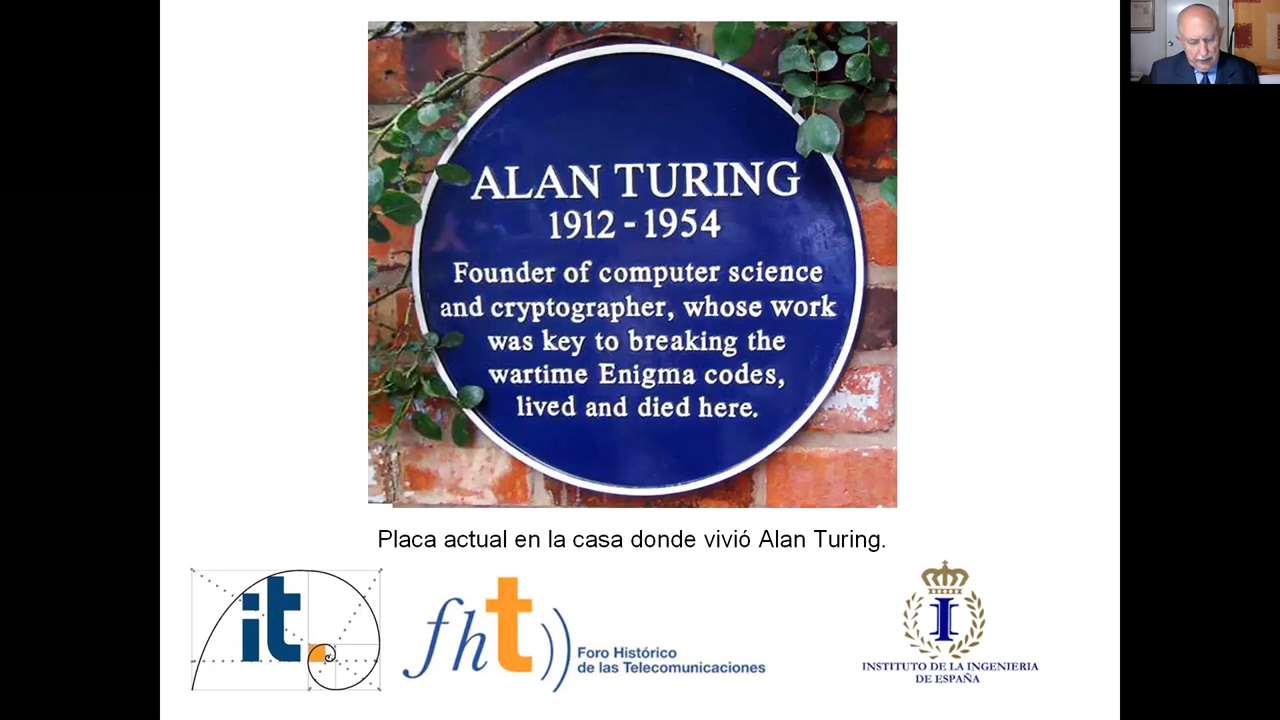 ALAN TURING
1912 - 1954
Founder of computer science
and cryptographer, whose work
was key to breaking the
wartime Enigma codes,
lived and died here.
Placa actual en la casa donde vivió Alan Turing.
it
fht
Foro Histórico
de las Telecomunicaciones
I
INSTITUTO DE LA INGENIERIA
DE ESPAÑA